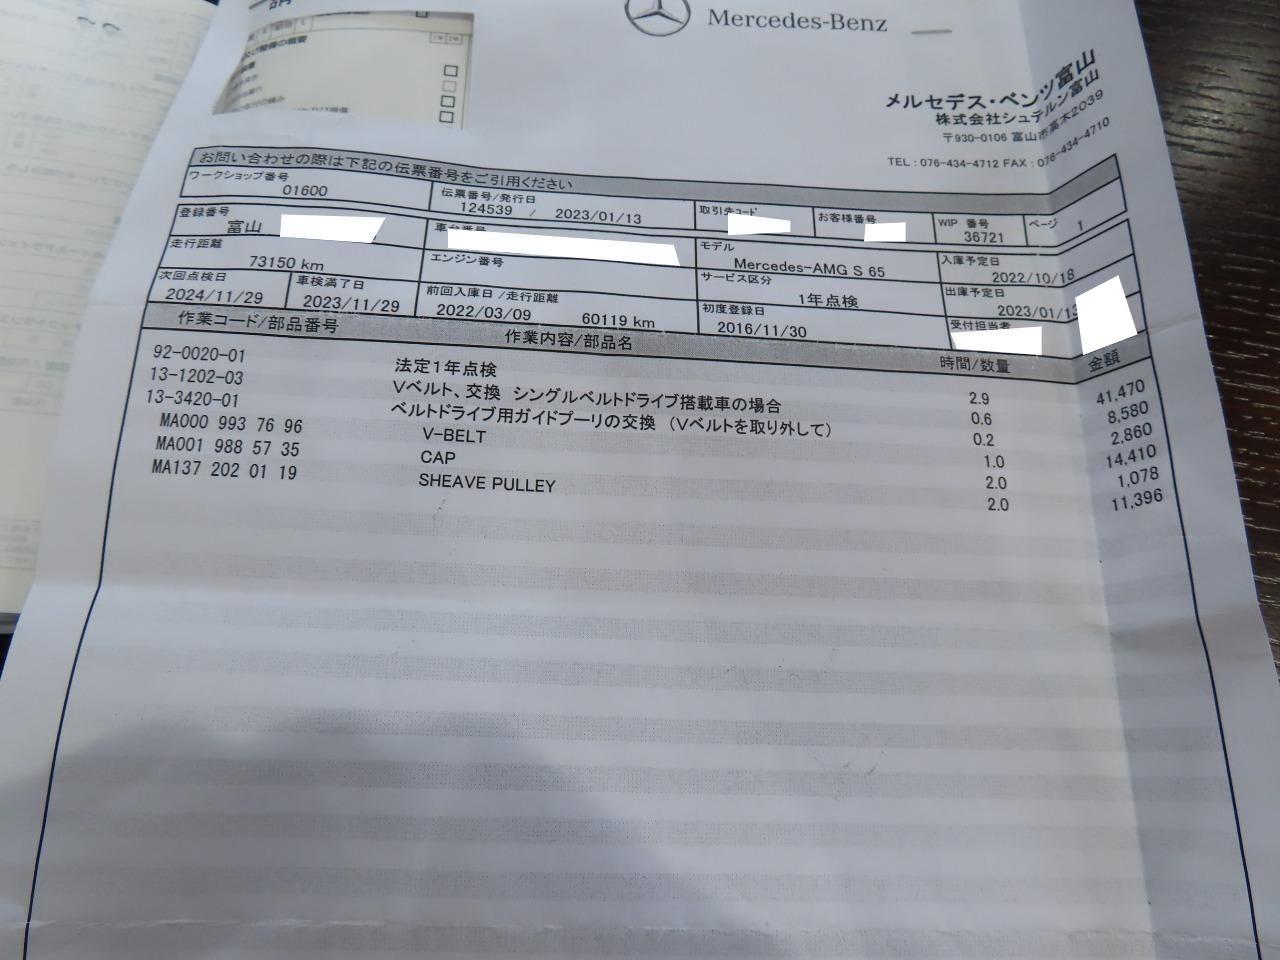 Mercedes-Benz
メルセデス・ベンツ富山
株式会社シュテルン富山
〒930-0106 富山市高木2039
TEL : 076-434-4712 FAX : 076-434-4710
お問い合わせの際は下記の伝票番号をご引用ください
ワークショップ番号 01600 伝票番号/発行日 124539 / 2023/01/13 取引先コード お客様番号 WIP 番号 36721 ページ 1
登録番号 富山 車台番号 モデル Mercedes-AMG S 65 入庫予定日 2022/10/18
走行距離 73150 km エンジン番号 サービス区分 1年点検 出庫予定日 2023/01/13
次回点検日 2024/11/29 車検満了日 2023/11/29 前回入庫日 /走行距離 2022/03/09 60119 km 初度登録日 2016/11/30 受付担当者
作業コード/部品番号 作業内容/部品名 時間/数量 金額
92-0020-01 法定1年点検 2.9 41,470
13-1202-03 Vベルト、交換 シングルベルトドライブ搭載車の場合 0.6 8,580
13-3420-01 ベルトドライブ用ガイドプーリの交換 (Vベルトを取り外して) 0.2 2,860
MA000 993 76 96 V-BELT 1.0 14,410
MA001 988 57 35 CAP 2.0 1,078
MA137 202 01 19 SHEAVE PULLEY 2.0 11,396